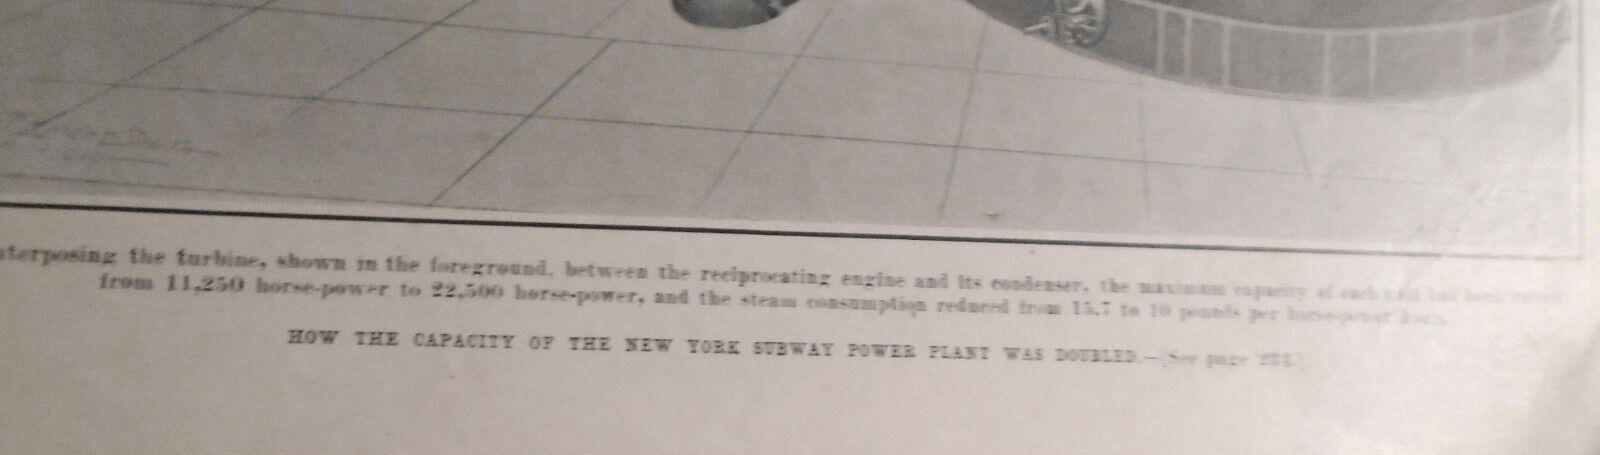 terposing the turbine, shown in the foreground, between the reciprocating engine and its condenser, the maximum capacity of each unit has been raised
from 11,250 horse-power to 22,500 horse-power, and the steam consumption reduced from 15.7 to 10 pounds per horse-power hour.
HOW THE CAPACITY OF THE NEW YORK SUBWAY POWER PLANT WAS DOUBLED.—[See page